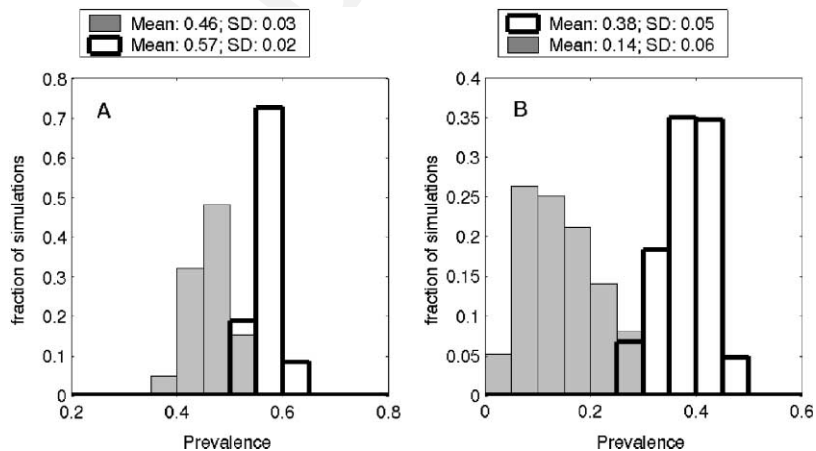 Mean: 0.46; SD: 0.03
Mean: 0.57; SD: 0.02
A
fraction of simulations
0.8
0.7
0.6
0.5
0.4
0.3
0.2
0.1
0
0.2 0.4 0.6 0.8
Prevalence
Mean: 0.38; SD: 0.05
Mean: 0.14; SD: 0.06
B
fraction of simulations
0.4
0.35
0.3
0.25
0.2
0.15
0.1
0.05
0
0 0.2 0.4 0.6
Prevalence